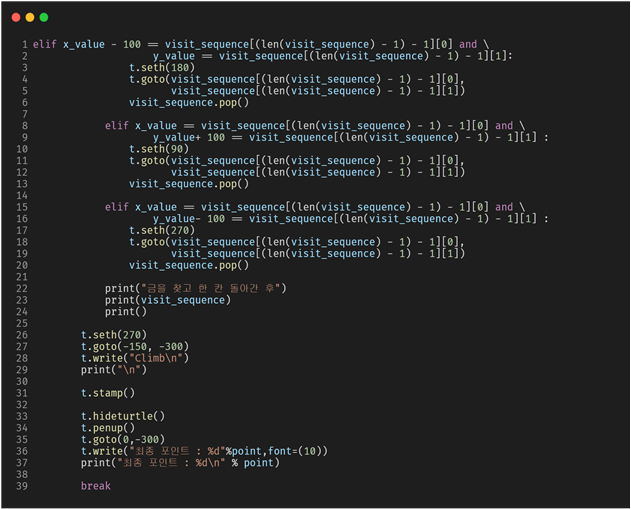 1 elif x_value - 100 == visit_sequence[(len(visit_sequence) - 1) - 1][0] and \
2 y_value == visit_sequence[(len(visit_sequence) - 1) - 1][1]:
3 t.seth(180)
4 t.goto(visit_sequence[(len(visit_sequence) - 1) - 1][0],
5 visit_sequence[(len(visit_sequence) - 1) - 1][1])
6 visit_sequence.pop()
7
8 elif x_value == visit_sequence[(len(visit_sequence) - 1) - 1][0] and \
9 y_value+ 100 == visit_sequence[(len(visit_sequence) - 1) - 1][1] :
10 t.seth(90)
11 t.goto(visit_sequence[(len(visit_sequence) - 1) - 1][0],
12 visit_sequence[(len(visit_sequence) - 1) - 1][1])
13 visit_sequence.pop()
14
15 elif x_value == visit_sequence[(len(visit_sequence) - 1) - 1][0] and \
16 y_value- 100 == visit_sequence[(len(visit_sequence) - 1) - 1][1] :
17 t.seth(270)
18 t.goto(visit_sequence[(len(visit_sequence) - 1) - 1][0],
19 visit_sequence[(len(visit_sequence) - 1) - 1][1])
20 visit_sequence.pop()
21
22 print("금을 찾고 한 칸 돌아간 후")
23 print(visit_sequence)
24 print()
25
26 t.seth(270)
27 t.goto(-150, -300)
28 t.write("Climb\n")
29 print("\n")
30
31 t.stamp()
32
33 t.hideturtle()
34 t.penup()
35 t.goto(0,-300)
36 t.write("최종 포인트 : %d"%point,font=(10))
37 print("최종 포인트 : %d\n" % point)
38
39 break